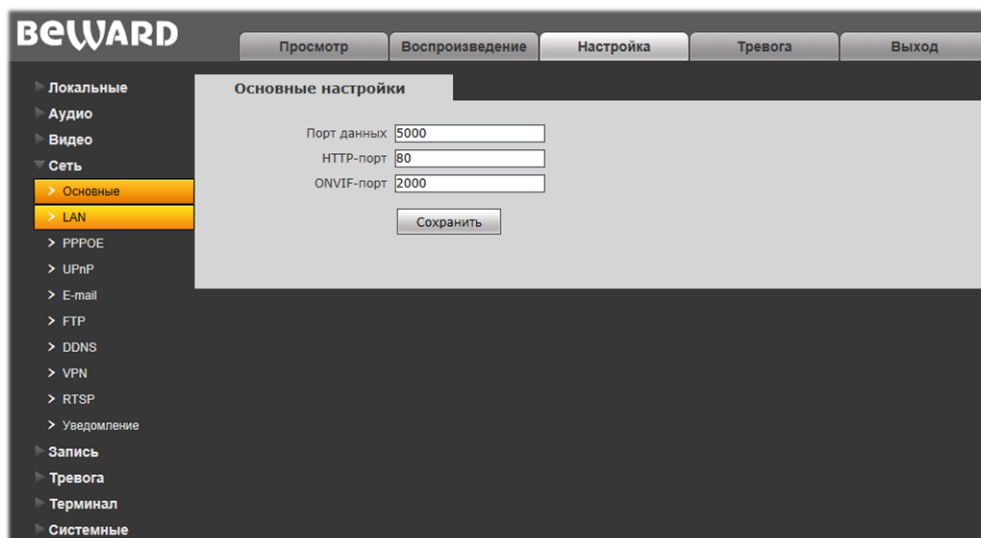 BEWARD
Просмотр
Воспроизведение
Настройка
Тревога
Выход
Локальные
Аудио
Видео
Сеть
Основные
LAN
PPPOE
UPnP
E-mail
FTP
DDNS
VPN
RTSP
Уведомление
Запись
Тревога
Терминал
Системные
Основные настройки
Порт данных 5000
HTTP-порт 80
ONVIF-порт 2000
Сохранить